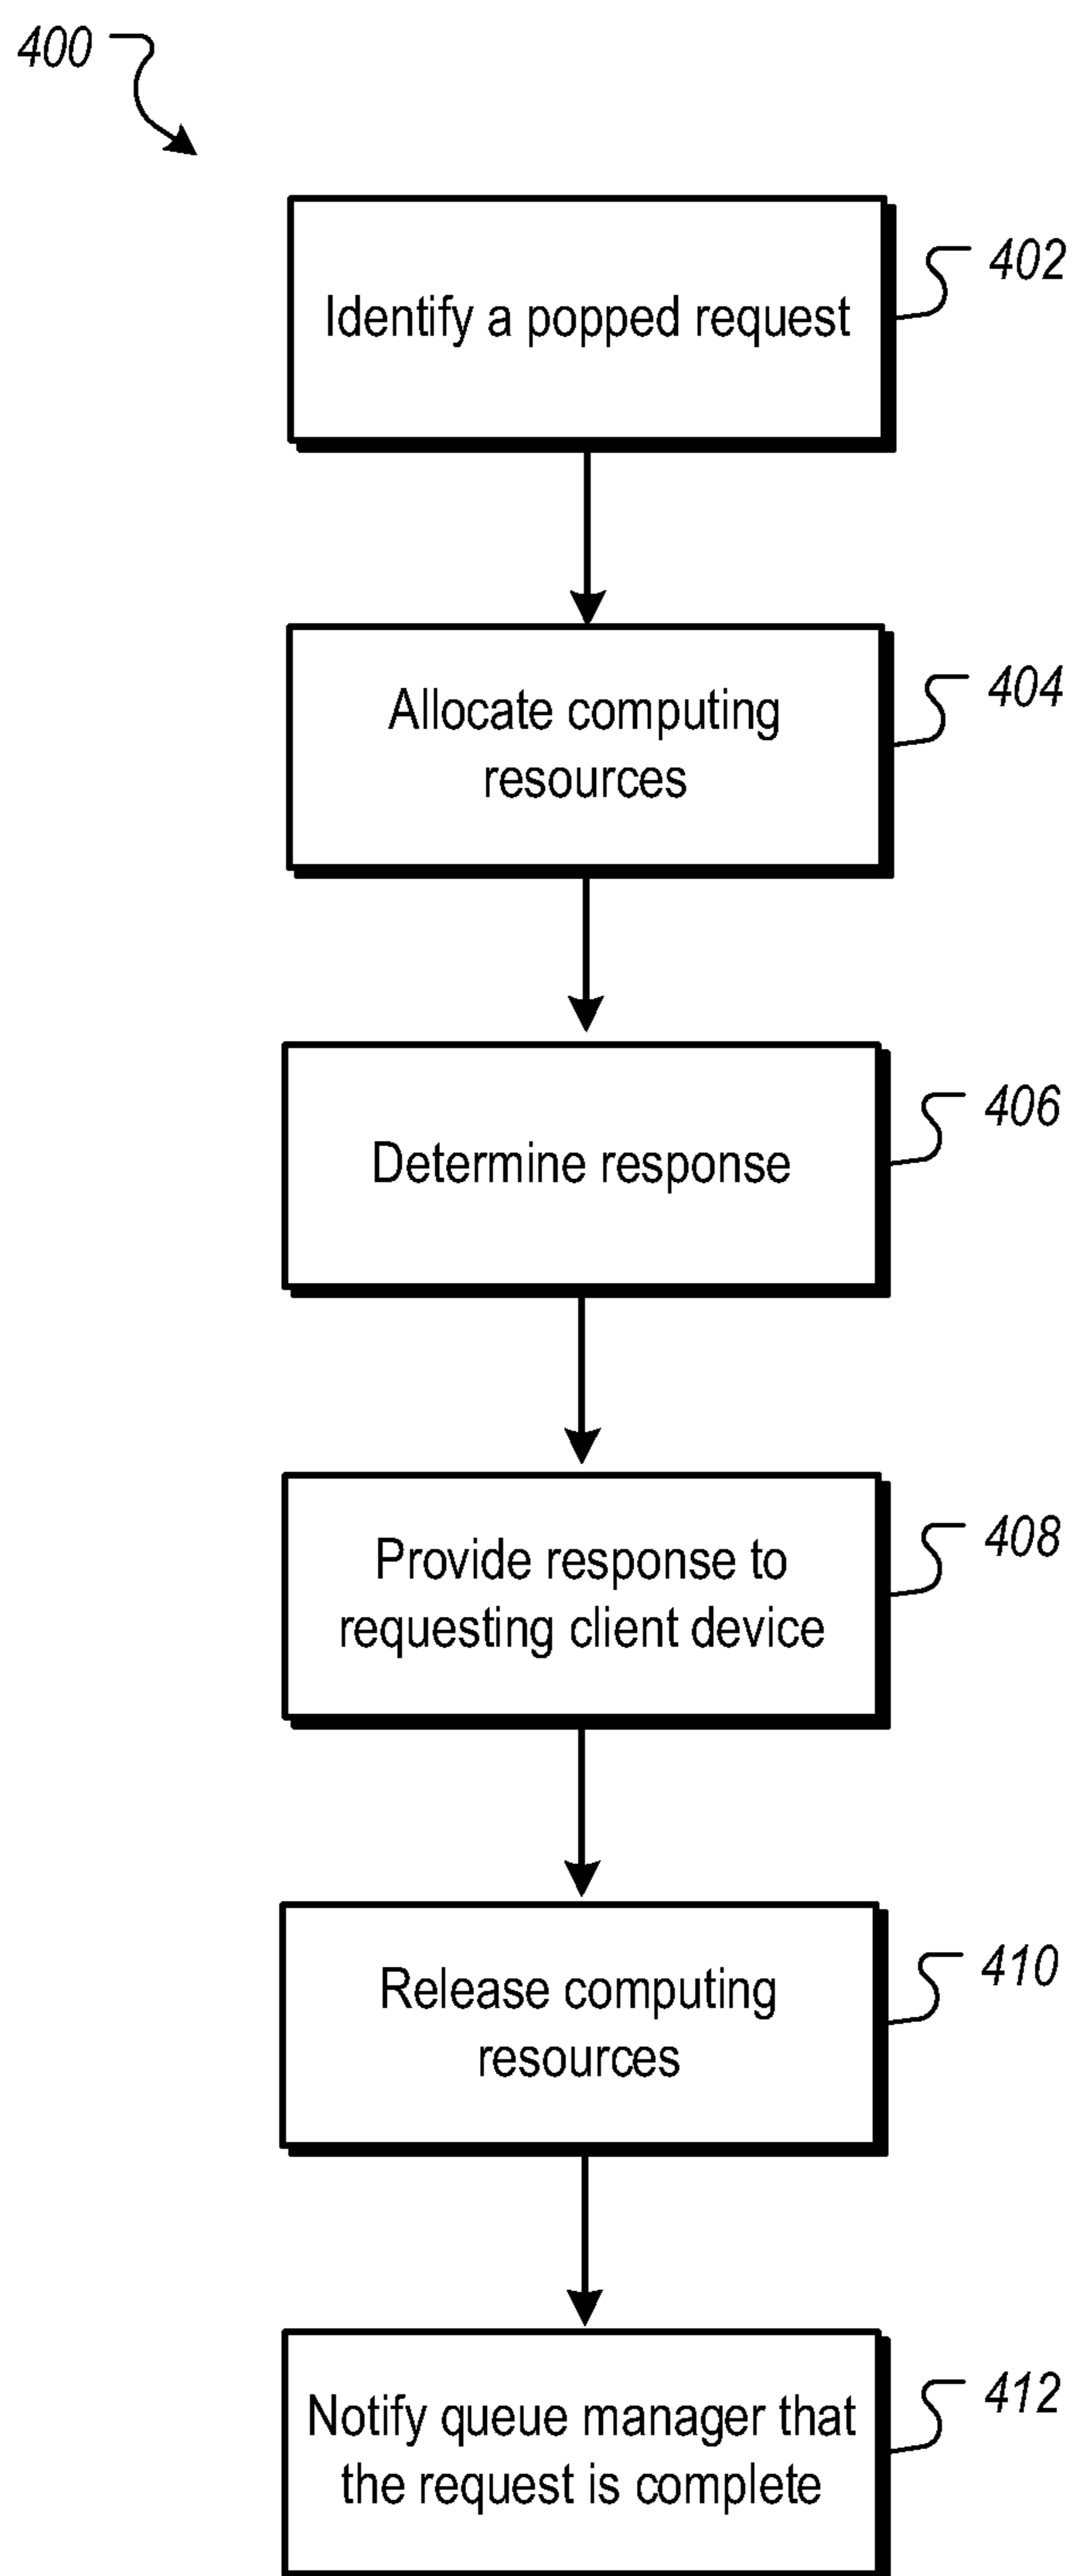 400
Identify a popped request
402
Allocate computing
resources
404
Determine response
406
Provide response to
requesting client device
408
Release computing
resources
410
Notify queue manager that
the request is complete
412